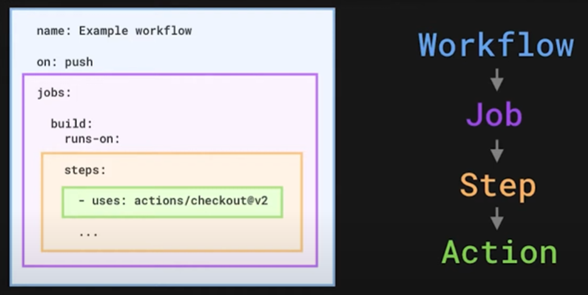 name: Example workflow
on: push
jobs:
build:
runs-on:
steps:
- uses: actions/checkout@v2
...
Workflow
Job
Step
Action